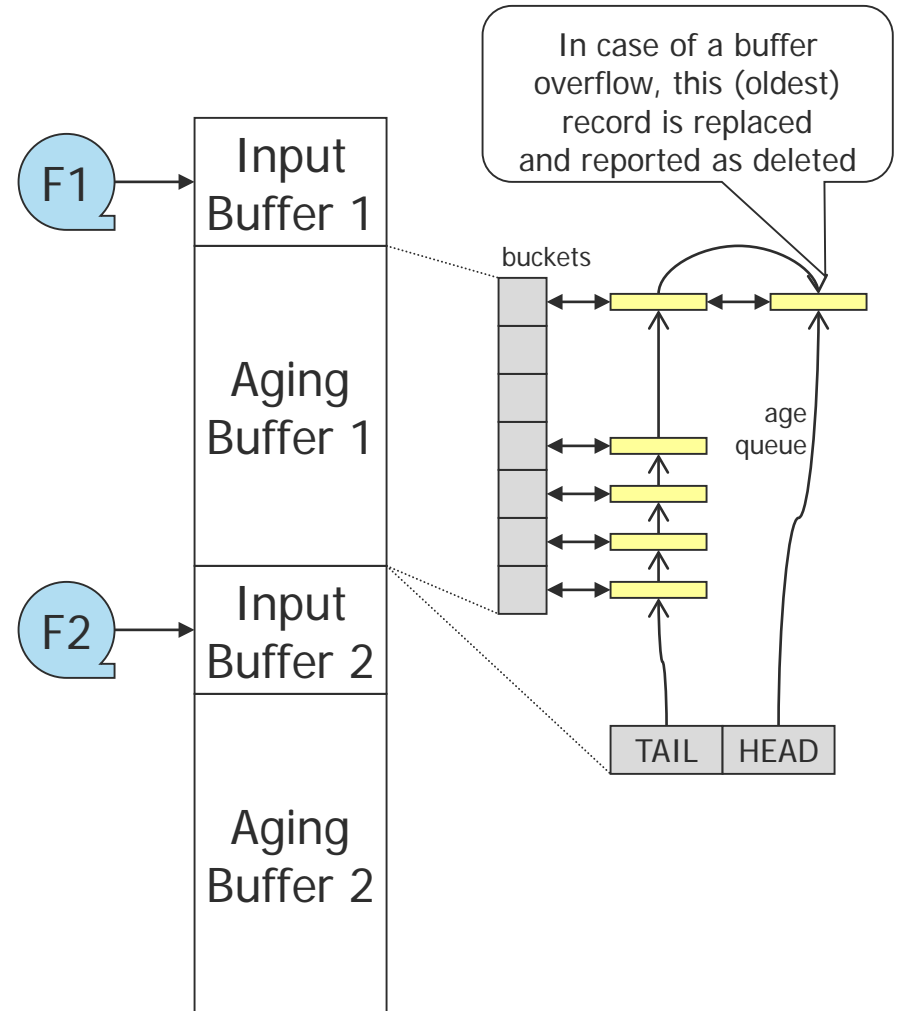 In case of a buffer
overflow, this (oldest)
record is replaced
and reported as deleted
F1
Input
Buffer 1
buckets
Aging
Buffer 1
age
queue
F2
Input
Buffer 2
TAIL
HEAD
Aging
Buffer 2